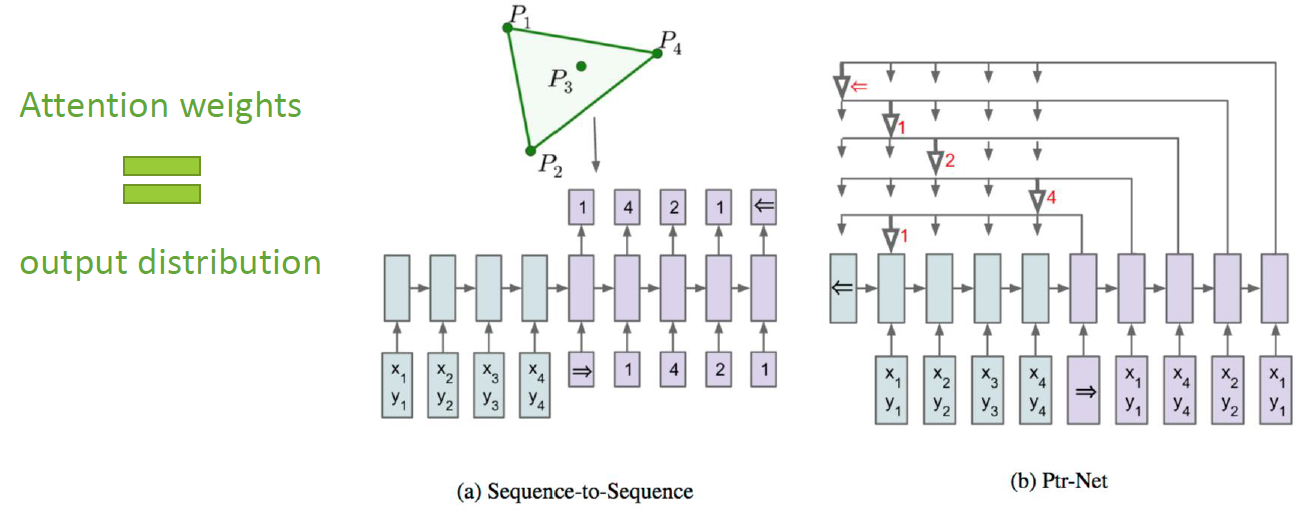 Attention weights
output distribution
P1
P4
P3
P2
1 4 2 1 ⇐
x1 y1
x2 y2
x3 y3
x4 y4
⇒ 1 4 2 1
(a) Sequence-to-Sequence
⇐
1
2
4
1
⇐
x1 y1
x2 y2
x3 y3
x4 y4
⇒
x1 y1
x4 y4
x2 y2
x1 y1
(b) Ptr-Net